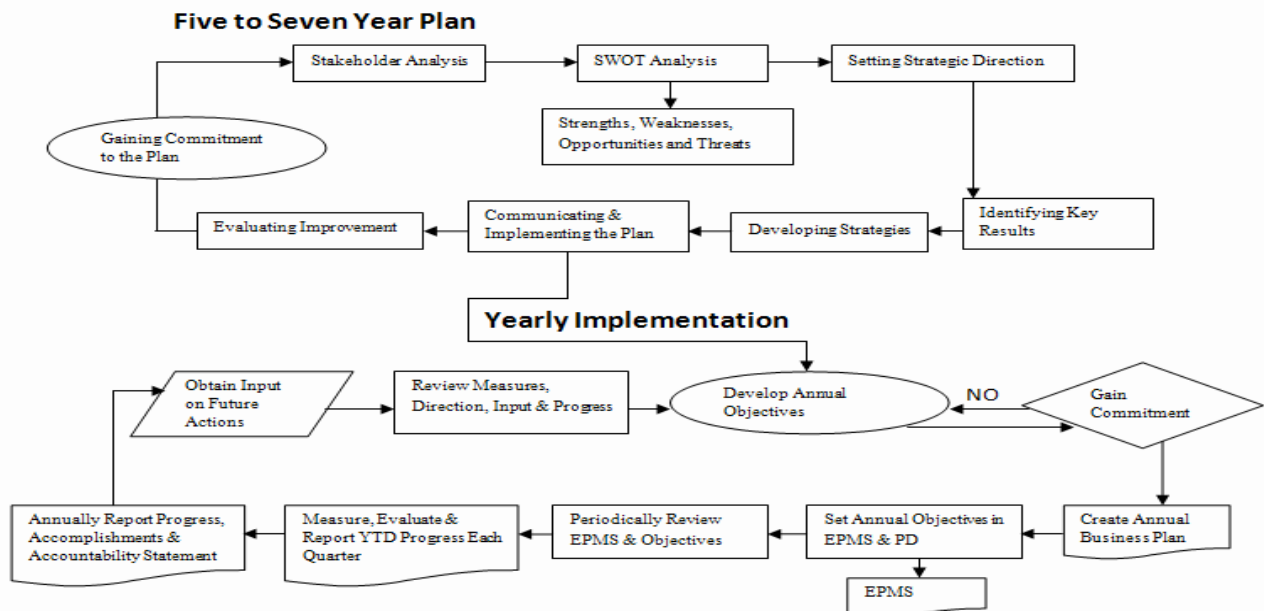 Five to Seven Year Plan
Stakeholder Analysis
SWOT Analysis
Setting Strategic Direction
Strengths, Weaknesses,
Opportunities and Threats
Gaining Commitment
to the Plan
Evaluating Improvement
Communicating &
Implementing the Plan
Developing Strategies
Identifying Key
Results
Yearly Implementation
Obtain Input
on Future
Actions
Review Measures,
Direction, Input & Progress
Develop Annual
Objectives
NO
Gain
Commitment
Annually Report Progress,
Accomplishments &
Accountability Statement
Measure, Evaluate &
Report YTD Progress Each
Quarter
Periodically Review
EPMS & Objectives
Set Annual Objectives in
EPMS & PD
Create Annual
Business Plan
EPMS